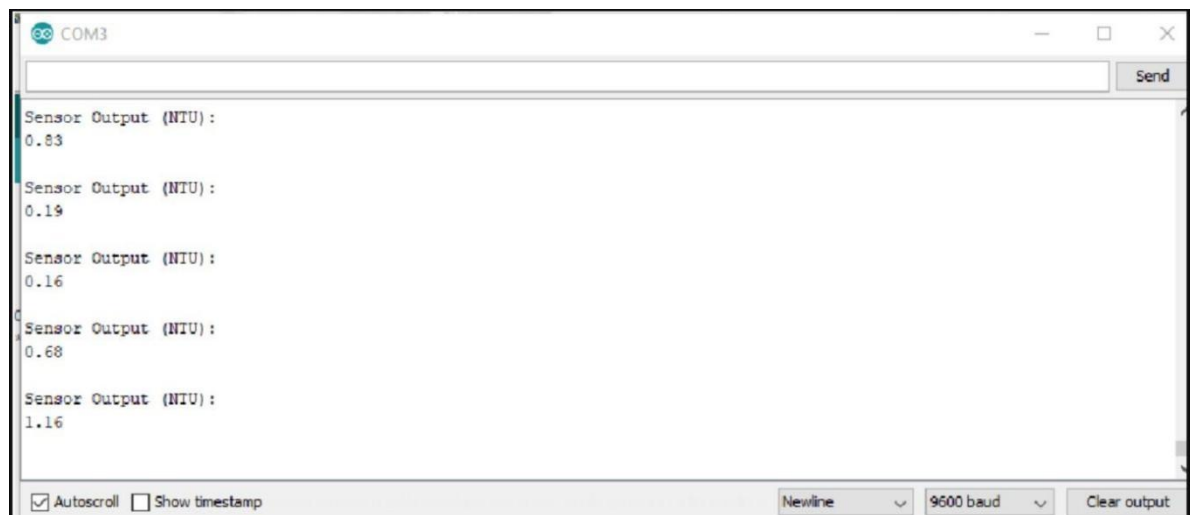 COM3
Send
Sensor Output (NTU):
0.83
Sensor Output (NTU):
0.19
Sensor Output (NTU):
0.16
Sensor Output (NTU):
0.68
Sensor Output (NTU):
1.16
Autoscroll Show timestamp Newline 9600 baud Clear output